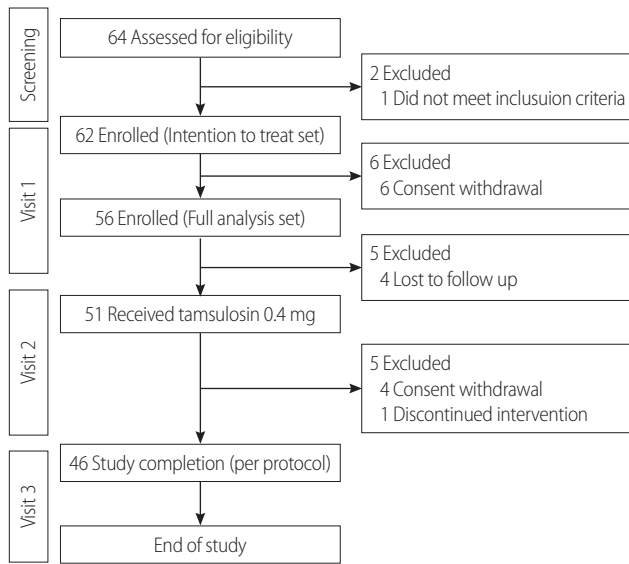 Screening
64 Assessed for eligibility
2 Excluded
1 Did not meet inclusuion criteria
62 Enrolled (Intention to treat set)
Visit 1
6 Excluded
6 Consent withdrawal
56 Enrolled (Full analysis set)
5 Excluded
4 Lost to follow up
51 Received tamsulosin 0.4 mg
Visit 2
5 Excluded
4 Consent withdrawal
1 Discontinued intervention
46 Study completion (per protocol)
Visit 3
End of study